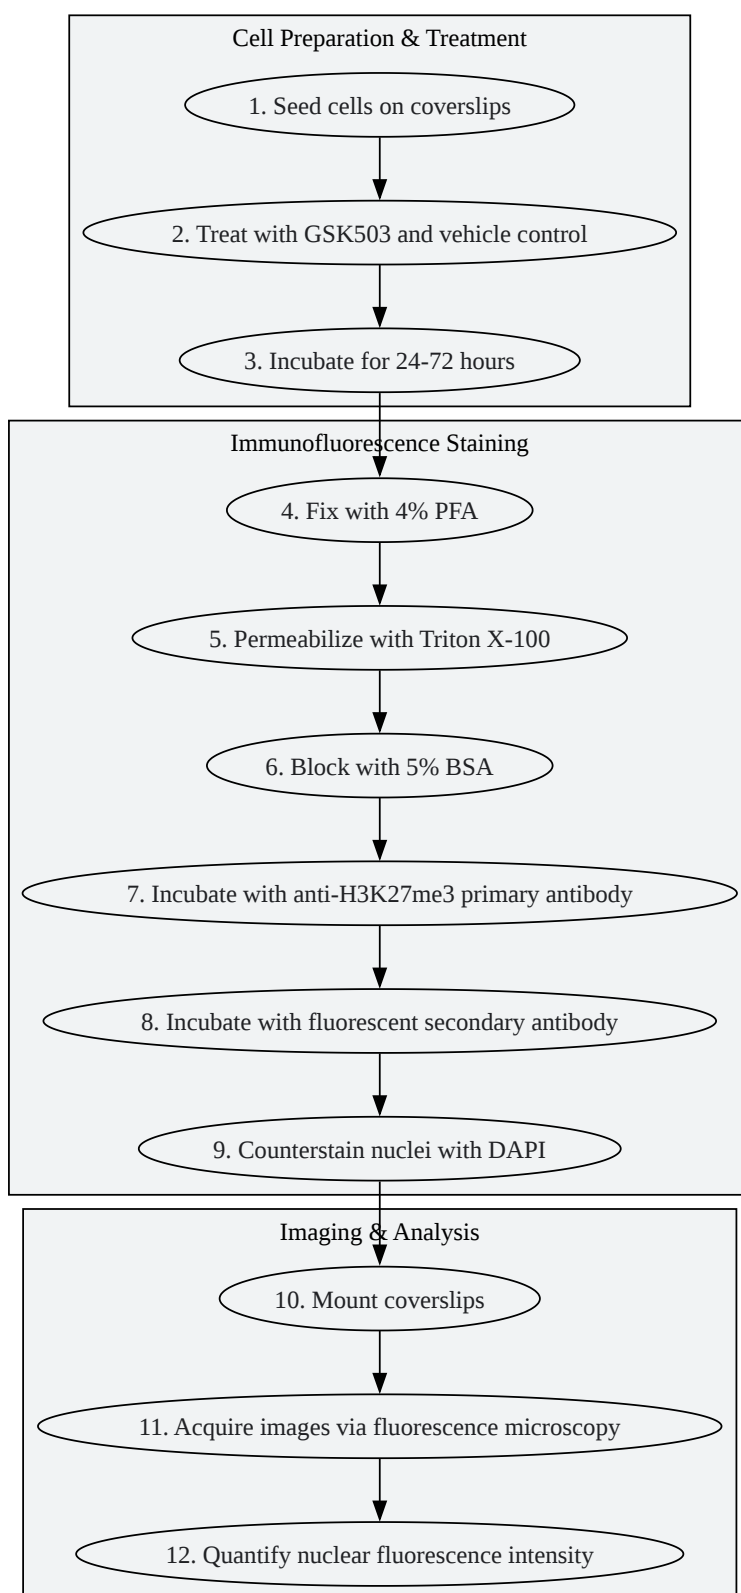 Cell Preparation & Treatment
1. Seed cells on coverslips
2. Treat with GSK503 and vehicle control
3. Incubate for 24-72 hours
Immunofluorescence Staining
4. Fix with 4% PFA
5. Permeabilize with Triton X-100
6. Block with 5% BSA
7. Incubate with anti-H3K27me3 primary antibody
8. Incubate with fluorescent secondary antibody
9. Counterstain nuclei with DAPI
Imaging & Analysis
10. Mount coverslips
11. Acquire images via fluorescence microscopy
12. Quantify nuclear fluorescence intensity